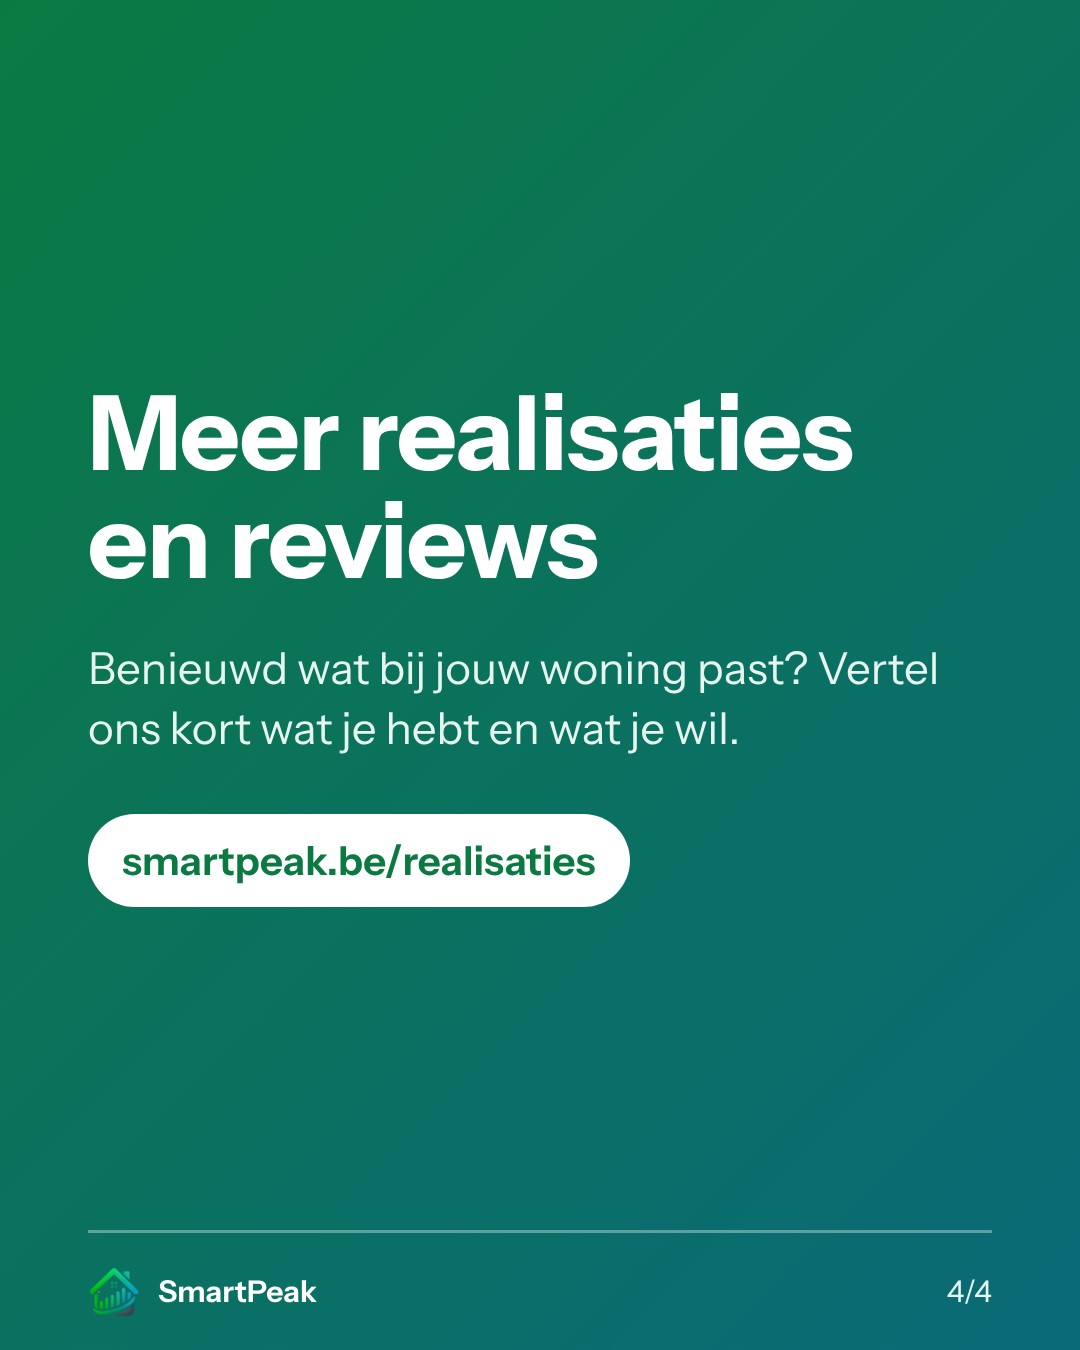 Meer realisaties
en reviews
Benieuwd wat bij jouw woning past? Vertel
ons kort wat je hebt en wat je wil.
smartpeak.be/realisaties
SmartPeak
4/4